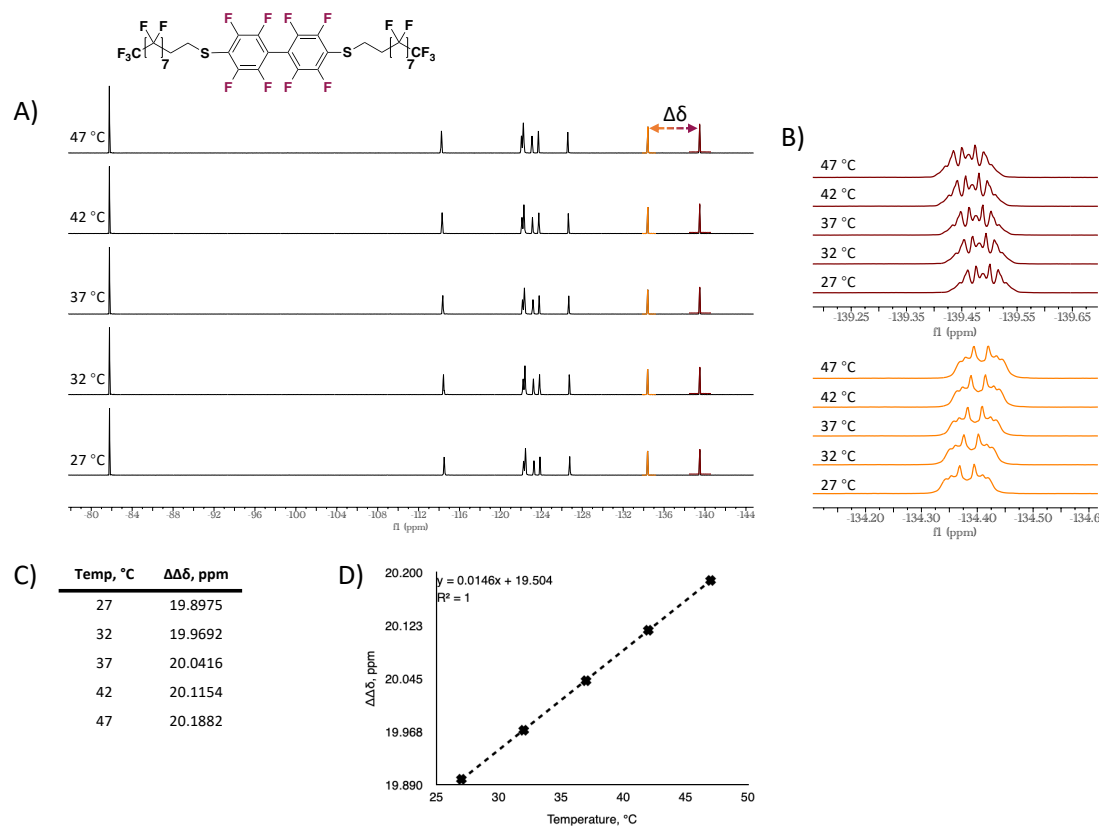 F F F F F F F F
F₃C 7 S F F F F S 7 CF₃
A)
Δδ
47 °C
42 °C
37 °C
32 °C
27 °C
-80 -84 -88 -92 -96 -100 -104 -108 -112 -116 -120 -124 -128 -132 -136 -140 -144
f1 (ppm)
B)
47 °C
42 °C
37 °C
32 °C
27 °C
-139.25 -139.35 -139.45 -139.55 -139.65
f1 (ppm)
47 °C
42 °C
37 °C
32 °C
27 °C
-134.20 -134.30 -134.40 -134.50 -134.6
f1 (ppm)
C)
Temp, °C ΔΔδ, ppm
27 19.8975
32 19.9692
37 20.0416
42 20.1154
47 20.1882
D)
y = 0.0146x + 19.504
R² = 1
20.200
20.123
20.045
19.968
19.890
25 30 35 40 45 50
ΔΔδ, ppm
Temperature, °C